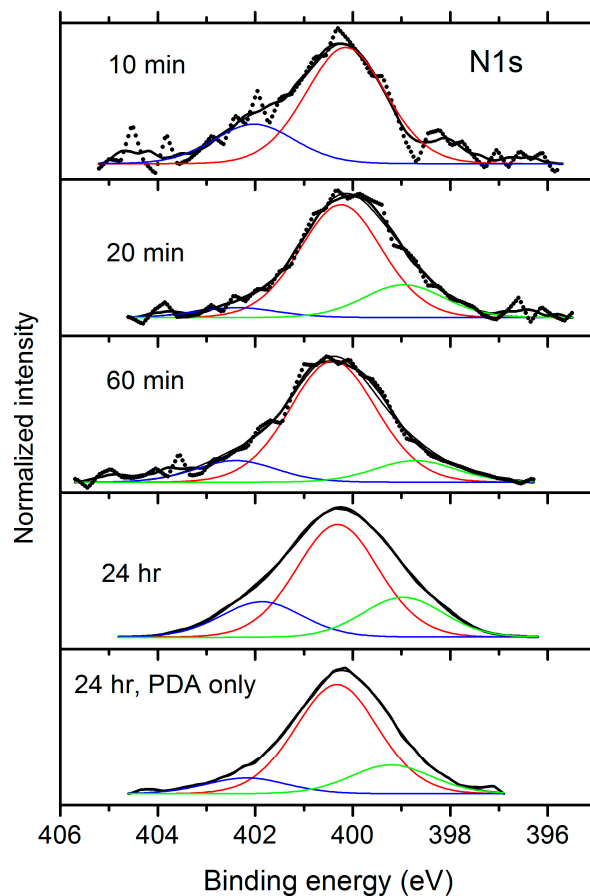 10 min
N1s
20 min
60 min
24 hr
24 hr, PDA only
Normalized intensity
406 404 402 400 398 396
Binding energy (eV)